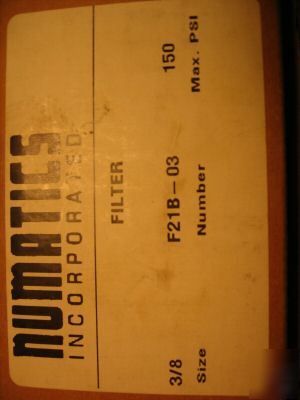 numatics
INCORPORATED
FILTER
3/8 F21B-03 150
Size Number Max. PSI